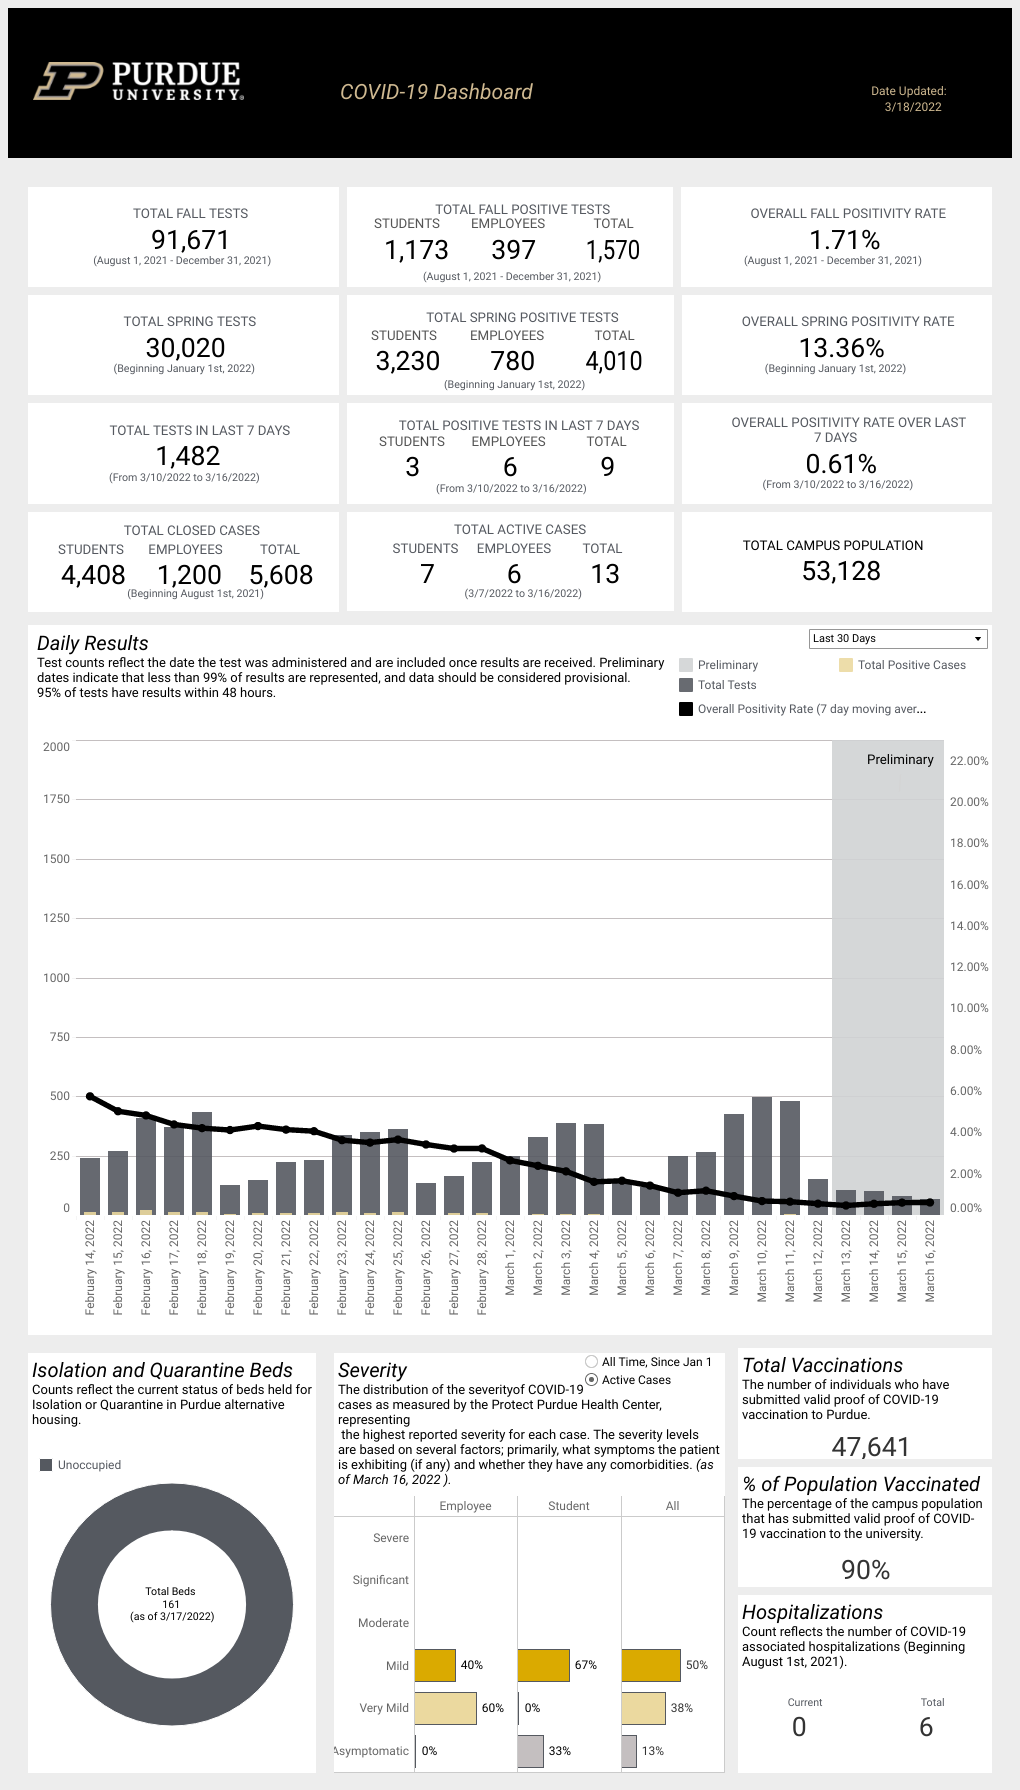 PURDUE
UNIVERSITY®
COVID-19 Dashboard
Date Updated:
3/18/2022
TOTAL FALL TESTS
91,671
(August 1, 2021 - December 31, 2021)
TOTAL FALL POSITIVE TESTS
STUDENTS EMPLOYEES TOTAL
1,173 397 1,570
(August 1, 2021 - December 31, 2021)
OVERALL FALL POSITIVITY RATE
1.71%
(August 1, 2021 - December 31, 2021)
TOTAL SPRING TESTS
30,020
(Beginning January 1st, 2022)
TOTAL SPRING POSITIVE TESTS
STUDENTS EMPLOYEES TOTAL
3,230 780 4,010
(Beginning January 1st, 2022)
OVERALL SPRING POSITIVITY RATE
13.36%
(Beginning January 1st, 2022)
TOTAL TESTS IN LAST 7 DAYS
1,482
(From 3/10/2022 to 3/16/2022)
TOTAL POSITIVE TESTS IN LAST 7 DAYS
STUDENTS EMPLOYEES TOTAL
3 6 9
(From 3/10/2022 to 3/16/2022)
OVERALL POSITIVITY RATE OVER LAST
7 DAYS
0.61%
(From 3/10/2022 to 3/16/2022)
TOTAL CLOSED CASES
STUDENTS EMPLOYEES TOTAL
4,408 1,200 5,608
(Beginning August 1st, 2021)
TOTAL ACTIVE CASES
STUDENTS EMPLOYEES TOTAL
7 6 13
(3/7/2022 to 3/16/2022)
TOTAL CAMPUS POPULATION
53,128
Daily Results
Test counts reflect the date the test was administered and are included once results are received. Preliminary
dates indicate that less than 99% of results are represented, and data should be considered provisional.
95% of tests have results within 48 hours.
Last 30 Days
Preliminary
Total Positive Cases
Total Tests
Overall Positivity Rate (7 day moving aver...
Preliminary
2000
1750
1500
1250
1000
750
500
250
0
22.00%
20.00%
18.00%
16.00%
14.00%
12.00%
10.00%
8.00%
6.00%
4.00%
2.00%
0.00%
February 14, 2022
February 15, 2022
February 16, 2022
February 17, 2022
February 18, 2022
February 19, 2022
February 20, 2022
February 21, 2022
February 22, 2022
February 23, 2022
February 24, 2022
February 25, 2022
February 26, 2022
February 27, 2022
February 28, 2022
March 1, 2022
March 2, 2022
March 3, 2022
March 4, 2022
March 5, 2022
March 6, 2022
March 7, 2022
March 8, 2022
March 9, 2022
March 10, 2022
March 11, 2022
March 12, 2022
March 13, 2022
March 14, 2022
March 15, 2022
March 16, 2022
Isolation and Quarantine Beds
Counts reflect the current status of beds held for
Isolation or Quarantine in Purdue alternative
housing.
Unoccupied
Total Beds
161
(as of 3/17/2022)
Severity
All Time, Since Jan 1
Active Cases
The distribution of the severityof COVID-19
cases as measured by the Protect Purdue Health Center,
representing
the highest reported severity for each case. The severity levels
are based on several factors; primarily, what symptoms the patient
is exhibiting (if any) and whether they have any comorbidities. (as
of March 16, 2022 ).
Employee Student All
Severe
Significant
Moderate
Mild 40% 67% 50%
Very Mild 60% 0% 38%
Asymptomatic 0% 33% 13%
Total Vaccinations
The number of individuals who have
submitted valid proof of COVID-19
vaccination to Purdue.
47,641
% of Population Vaccinated
The percentage of the campus population
that has submitted valid proof of COVID-
19 vaccination to the university.
90%
Hospitalizations
Count reflects the number of COVID-19
associated hospitalizations (Beginning
August 1st, 2021).
Current Total
0 6